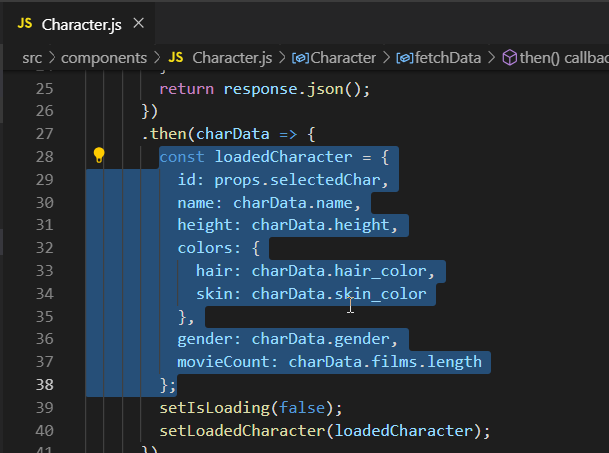 JS Character.js ×
src > components > JS Character.js > Character > fetchData > then() callba
25 return response.json();
26 })
27 .then(charData => {
28 const loadedCharacter = {
29 id: props.selectedChar,
30 name: charData.name,
31 height: charData.height,
32 colors: {
33 hair: charData.hair_color,
34 skin: charData.skin_color
35 },
36 gender: charData.gender,
37 movieCount: charData.films.length
38 };
39 setIsLoading(false);
40 setLoadedCharacter(loadedCharacter);
41 })